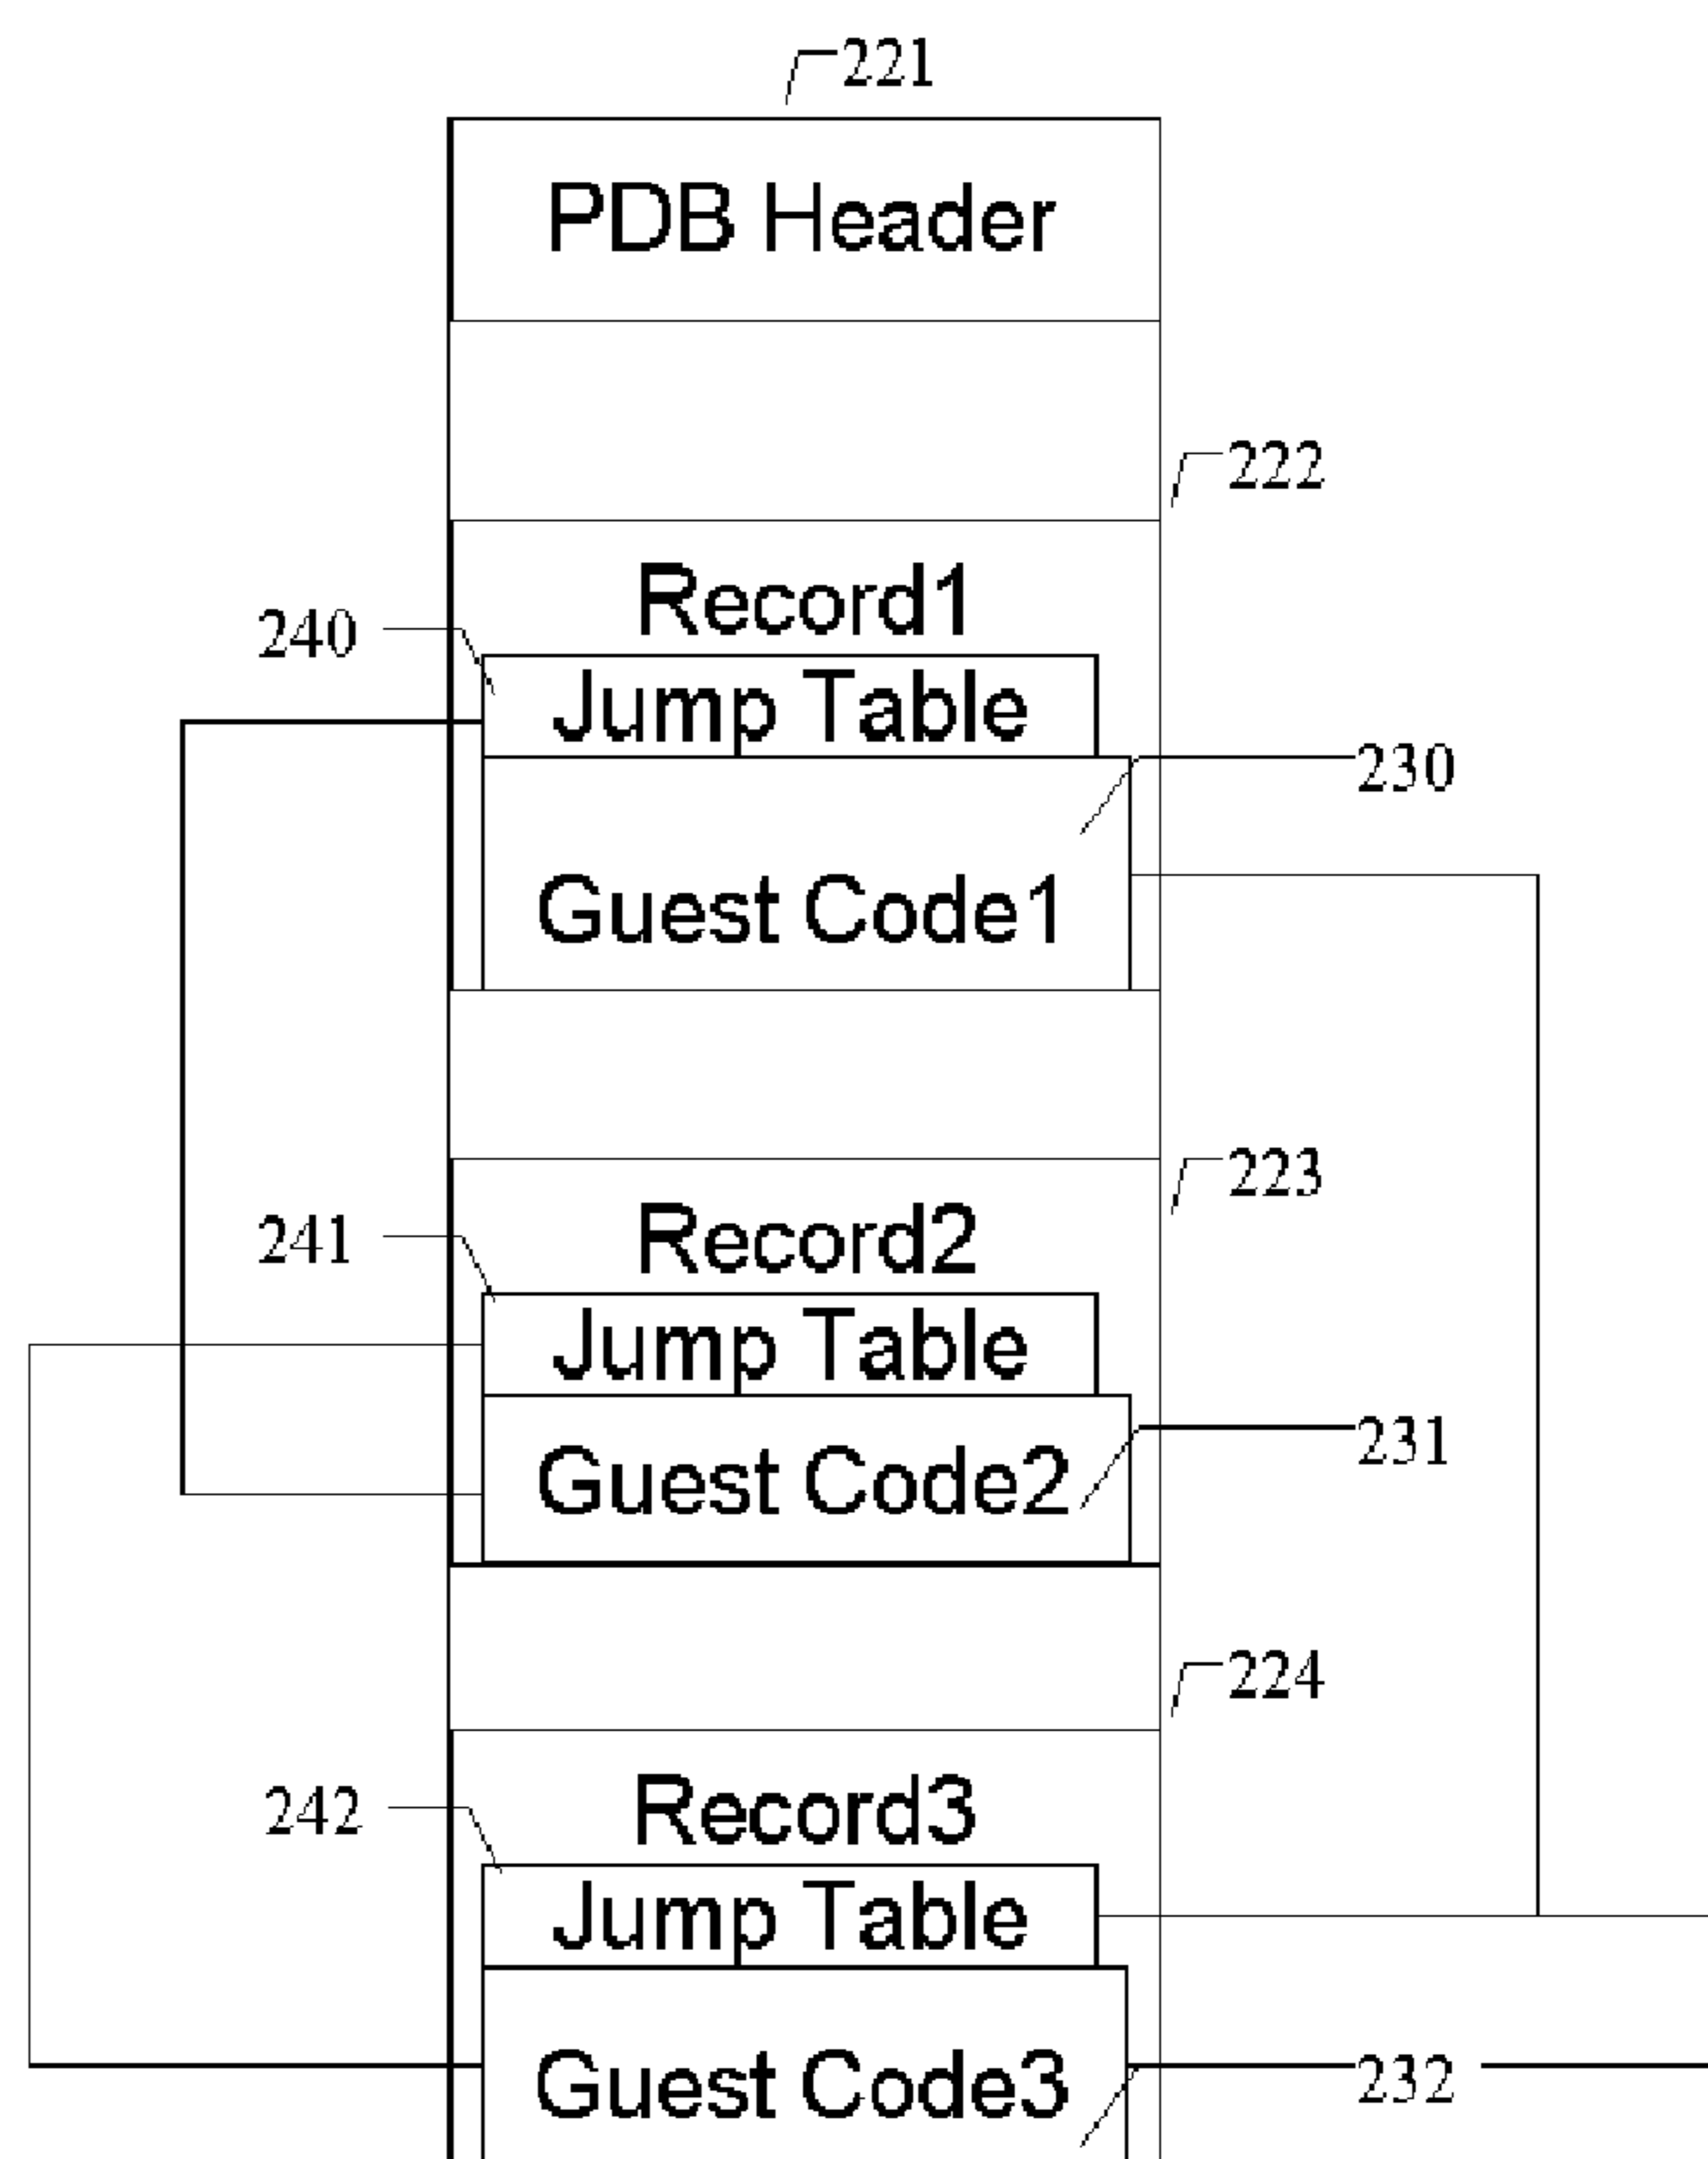 221
PDB Header
222
Record1
240
Jump Table
230
Guest Code1
223
Record2
241
Jump Table
231
Guest Code2
224
Record3
242
Jump Table
Guest Code3
232